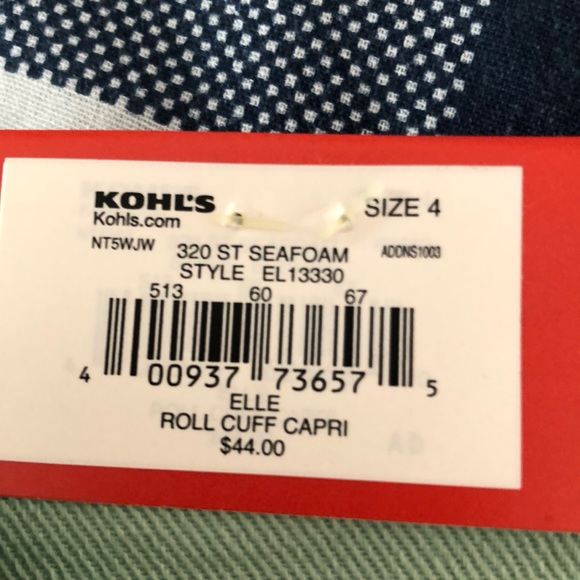 KOHL'S SIZE 4
Kohls.com
NT5WJW 320 ST SEAFOAM ADDNS1003
STYLE EL13330
513 60 67
4 00937 73657 5
ELLE
ROLL CUFF CAPRI
$44.00